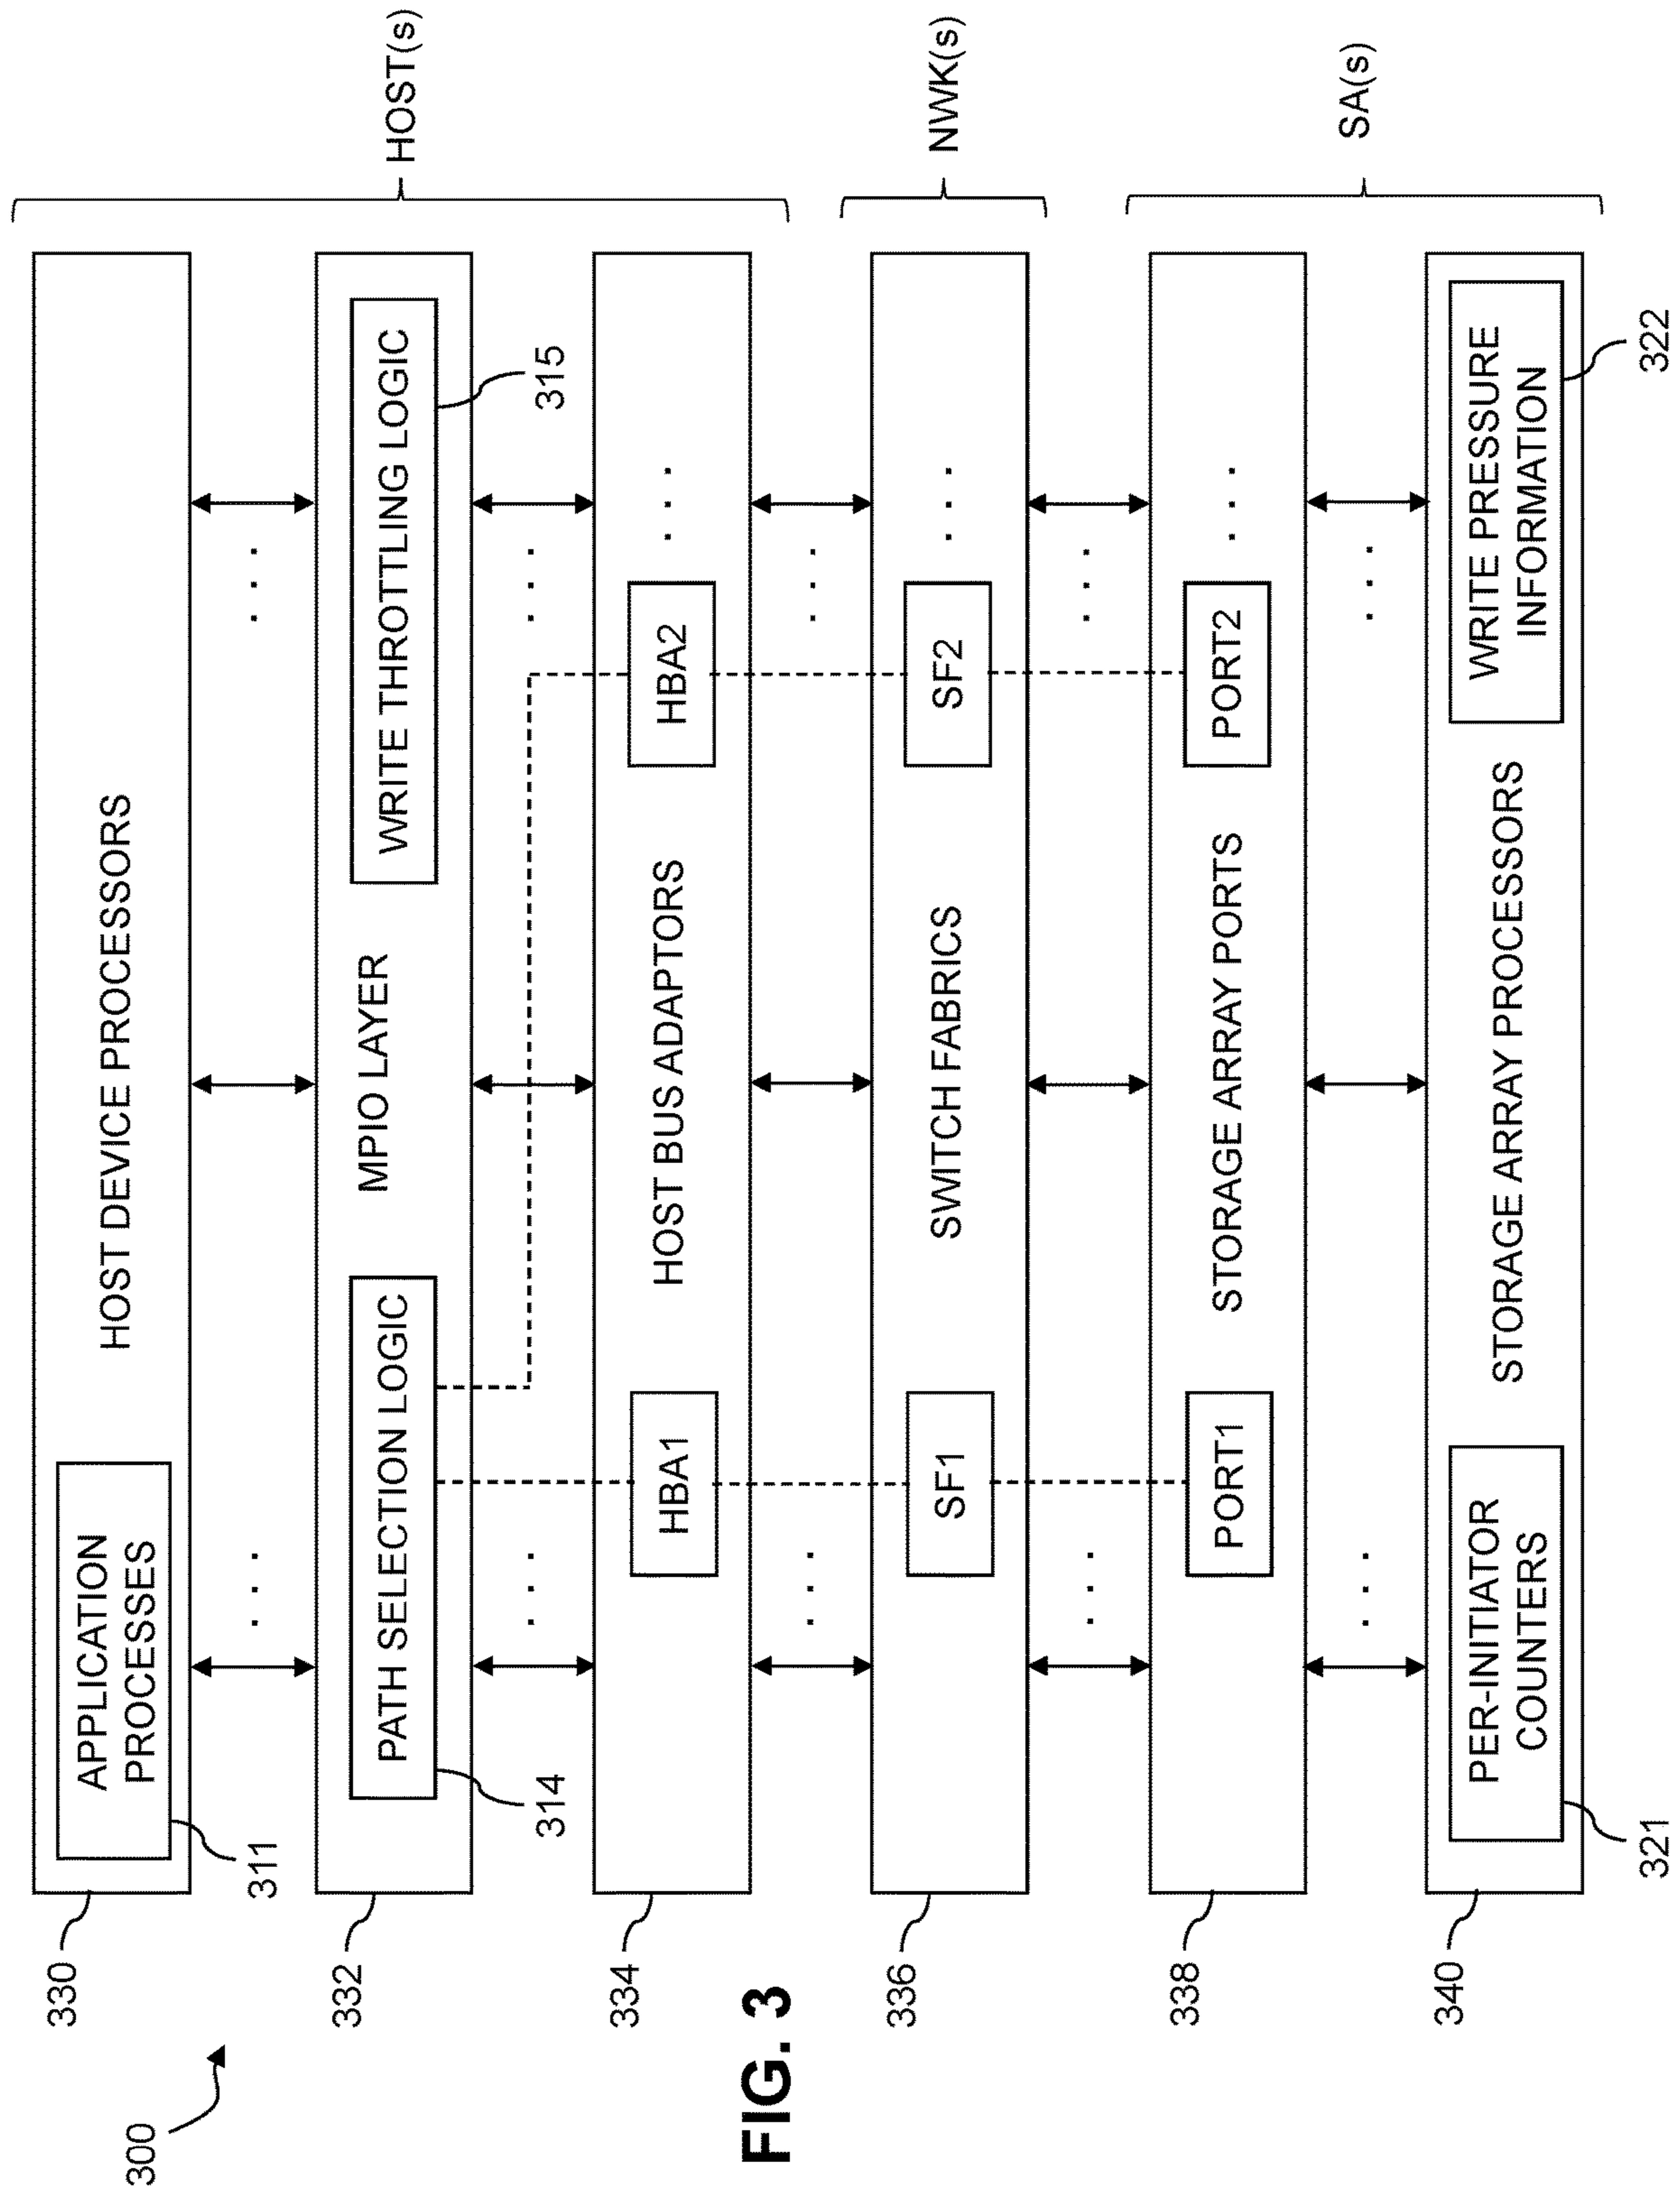 300
330
HOST DEVICE PROCESSORS
APPLICATION
PROCESSES
311
HOST(s)
332
PATH SELECTION LOGIC
314
MPIO LAYER
WRITE THROTTLING LOGIC
315
334
HBA1
HOST BUS ADAPTORS
HBA2
. . .
336
SF1
SWITCH FABRICS
SF2
. . .
NWK(s)
338
PORT1
STORAGE ARRAY PORTS
PORT2
. . .
SA(s)
340
PER-INITIATOR
COUNTERS
321
STORAGE ARRAY PROCESSORS
WRITE PRESSURE
INFORMATION
322
FIG. 3